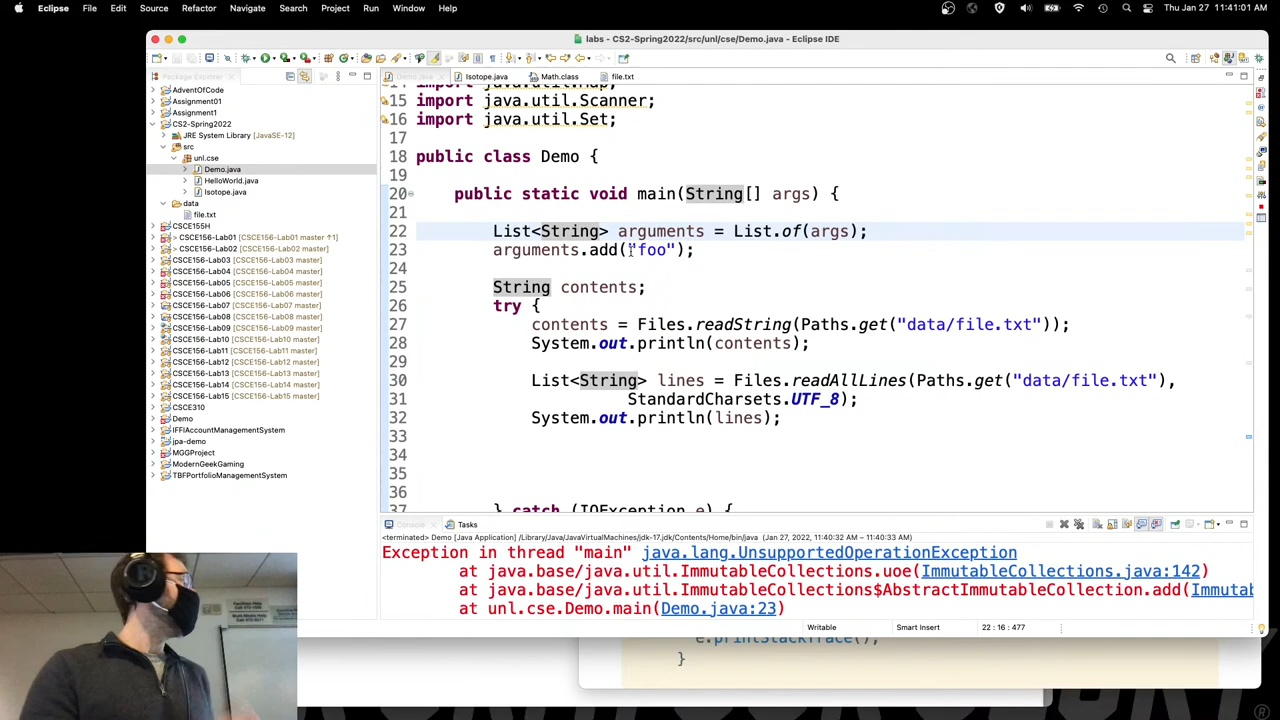 Eclipse File Edit Source Refactor Navigate Search Project Run Window Help Thu Jan 27 11:41:01 AM
labs - CS2-Spring2022/src/unl/cse/Demo.java - Eclipse IDE
Package Explorer
Demo.java Isotope.java Math.class file.txt
AdventOfCode
Assignment01
Assignment1
CS2-Spring2022
JRE System Library [JavaSE-12]
src
unl.cse
Demo.java
HelloWorld.java
Isotope.java
data
file.txt
CSCE155H
> CSCE156-Lab01 [CSCE156-Lab01 master ↑1]
> CSCE156-Lab02 [CSCE156-Lab02 master]
CSCE156-Lab03 [CSCE156-Lab03 master]
CSCE156-Lab04 [CSCE156-Lab04 master]
CSCE156-Lab05 [CSCE156-Lab05 master]
CSCE156-Lab06 [CSCE156-Lab06 master]
CSCE156-Lab07 [CSCE156-Lab07 master]
CSCE156-Lab08 [CSCE156-Lab08 master]
CSCE156-Lab09 [CSCE156-Lab09 master]
CSCE156-Lab10 [CSCE156-Lab10 master]
CSCE156-Lab11 [CSCE156-Lab11 master]
CSCE156-Lab12 [CSCE156-Lab12 master]
CSCE156-Lab13 [CSCE156-Lab13 master]
CSCE156-Lab14 [CSCE156-Lab14 master]
CSCE156-Lab15 [CSCE156-Lab15 master]
CSCE310
Demo
IFFIAccountManagementSystem
jpa-demo
MGGProject
ModernGeekGaming
TBFPortfolioManagementSystem
14 import java.util.Map;
15 import java.util.Scanner;
16 import java.util.Set;
17
18 public class Demo {
19
20 public static void main(String[] args) {
21
22 List<String> arguments = List.of(args);
23 arguments.add("foo");
24
25 String contents;
26 try {
27 contents = Files.readString(Paths.get("data/file.txt"));
28 System.out.println(contents);
29
30 List<String> lines = Files.readAllLines(Paths.get("data/file.txt"),
31 StandardCharsets.UTF_8);
32 System.out.println(lines);
33
34
35
36
37 } catch (IOException e) {
Console Tasks
<terminated> Demo [Java Application] /Library/Java/JavaVirtualMachines/jdk-17.jdk/Contents/Home/bin/java (Jan 27, 2022, 11:40:32 AM – 11:40:33 AM)
Exception in thread "main" java.lang.UnsupportedOperationException
at java.base/java.util.ImmutableCollections.uoe(ImmutableCollections.java:142)
at java.base/java.util.ImmutableCollections$AbstractImmutableCollection.add(Immutab
at unl.cse.Demo.main(Demo.java:23)
Writable Smart Insert 22 : 16 : 477
e.printStackTrace();
}